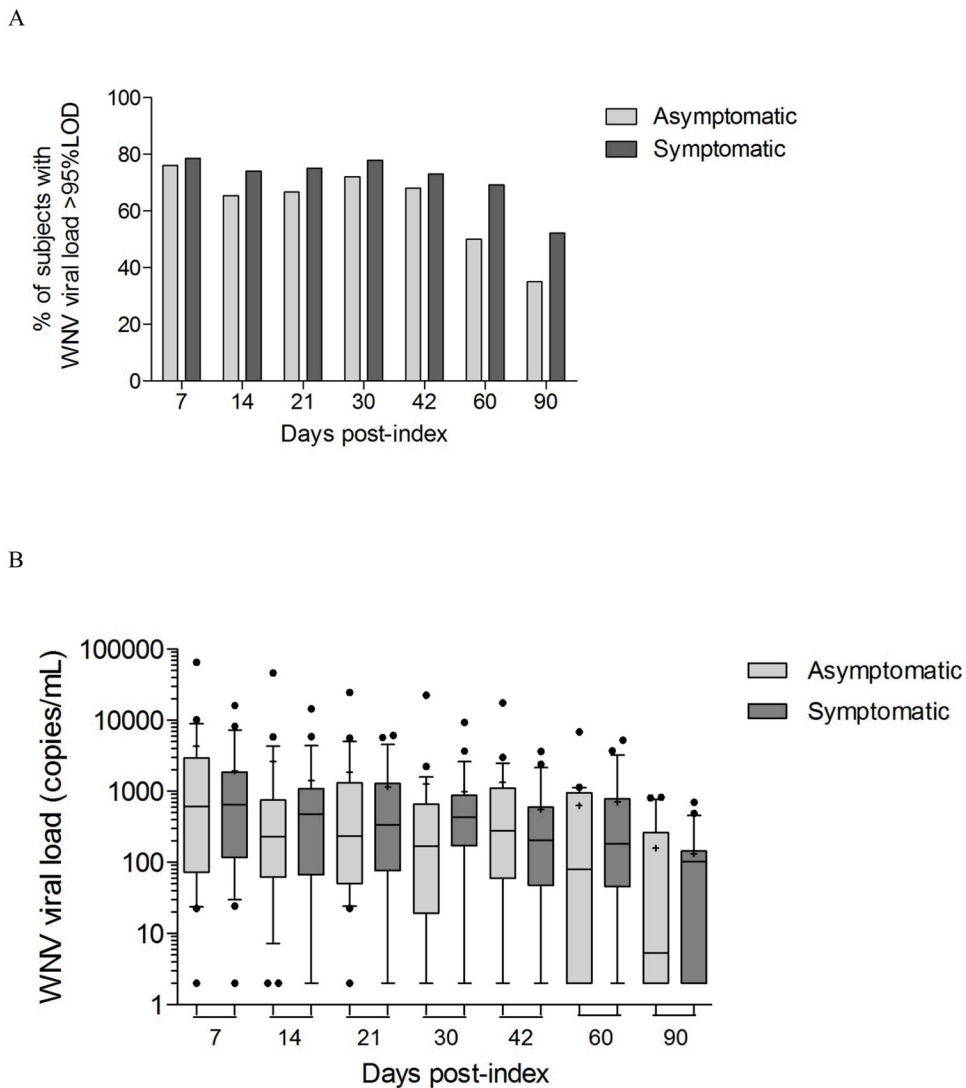 A
% of subjects with
WNV viral load >95%LOD
100
80
60
40
20
0
7 14 21 30 42 60 90
Days post-index
Asymptomatic
Symptomatic
B
WNV viral load (copies/mL)
100000
10000
1000
100
10
1
7 14 21 30 42 60 90
Days post-index
Asymptomatic
Symptomatic